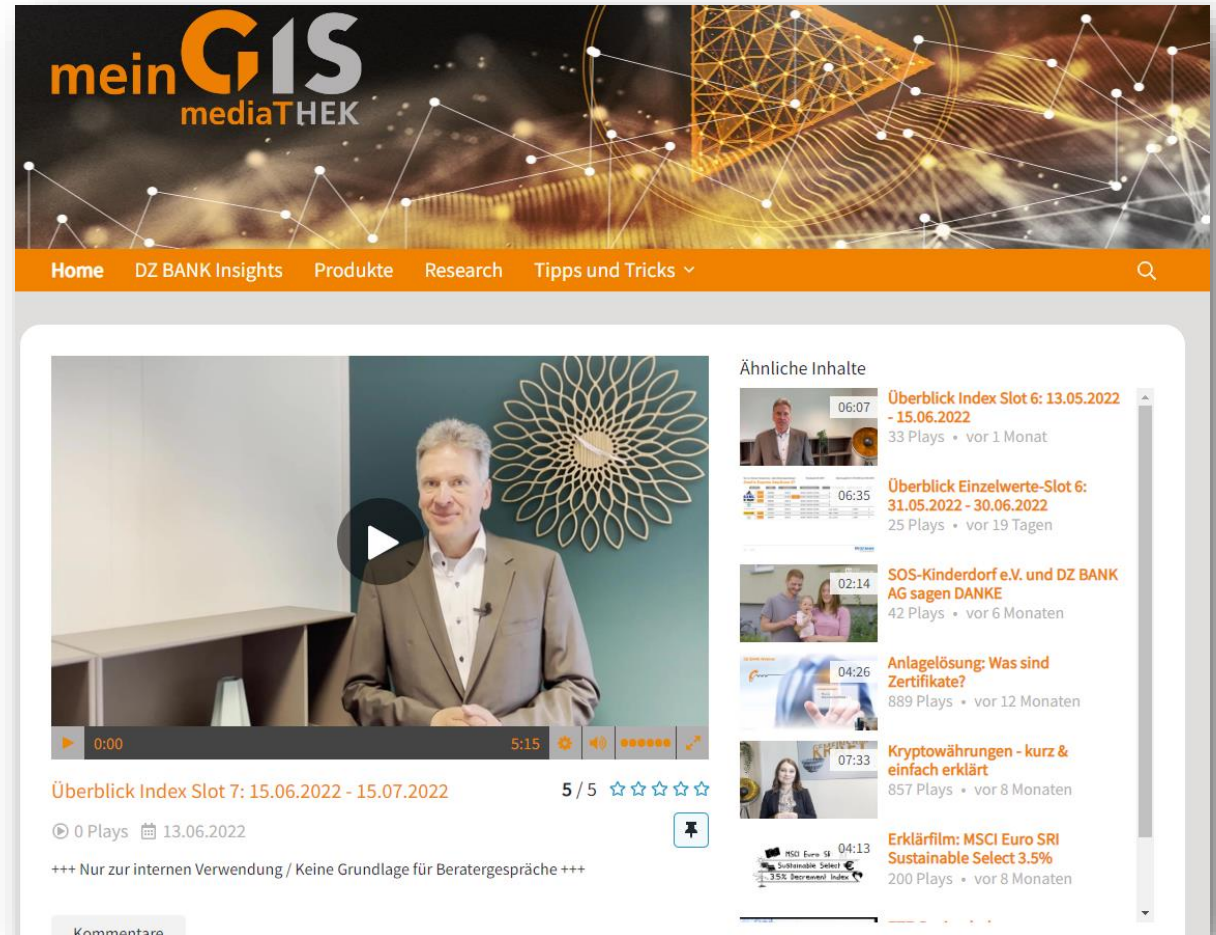 mein GIS
mediaTHEK
Home DZ BANK Insights Produkte Research Tipps und Tricks
0:00 5:15
Überblick Index Slot 7: 15.06.2022 - 15.07.2022 5 / 5
0 Plays 13.06.2022
+++ Nur zur internen Verwendung / Keine Grundlage für Beratergespräche +++
Kommentare
Ähnliche Inhalte
06:07
Überblick Index Slot 6: 13.05.2022
- 15.06.2022
33 Plays • vor 1 Monat
06:35
Überblick Einzelwerte-Slot 6:
31.05.2022 - 30.06.2022
25 Plays • vor 19 Tagen
02:14
SOS-Kinderdorf e.V. und DZ BANK
AG sagen DANKE
42 Plays • vor 6 Monaten
04:26
Anlagelösung: Was sind
Zertifikate?
889 Plays • vor 12 Monaten
07:33
Kryptowährungen - kurz &
einfach erklärt
857 Plays • vor 8 Monaten
04:13
MSCI Euro
Sustainable Select
3.5% Decrement Index
Erklärfilm: MSCI Euro SRI
Sustainable Select 3.5%
200 Plays • vor 8 Monaten